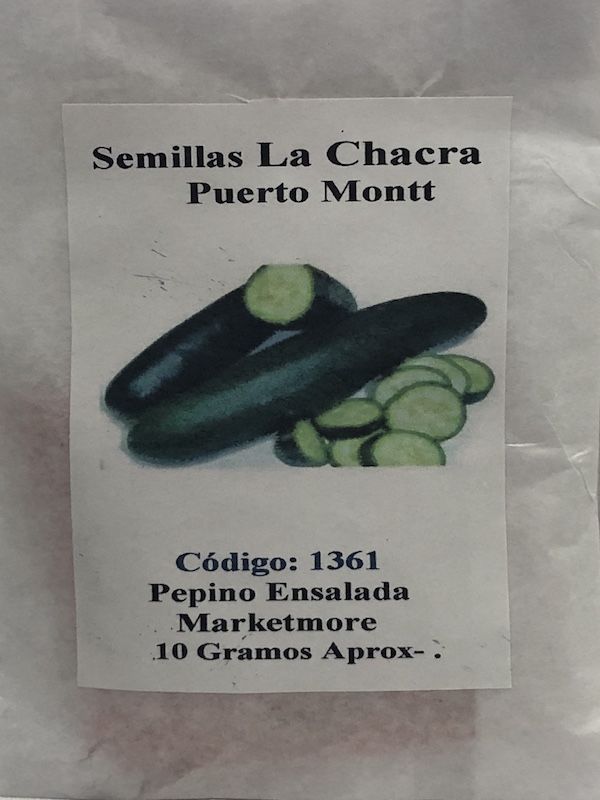 Semillas La Chacra
Puerto Montt
Código: 1361
Pepino Ensalada
Marketmore
10 Gramos Aprox- .